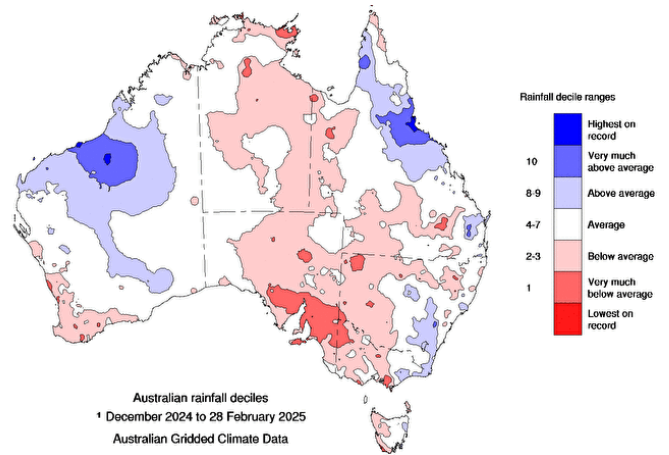 Rainfall decile ranges
Highest on
record
10
Very much
above average
8-9
Above average
4-7
Average
2-3
Below average
1
Very much
below average
Lowest on
record
Australian rainfall deciles
1 December 2024 to 28 February 2025
Australian Gridded Climate Data